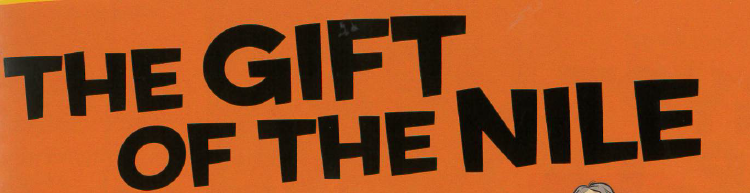 THE GIFT
OF THE NILE